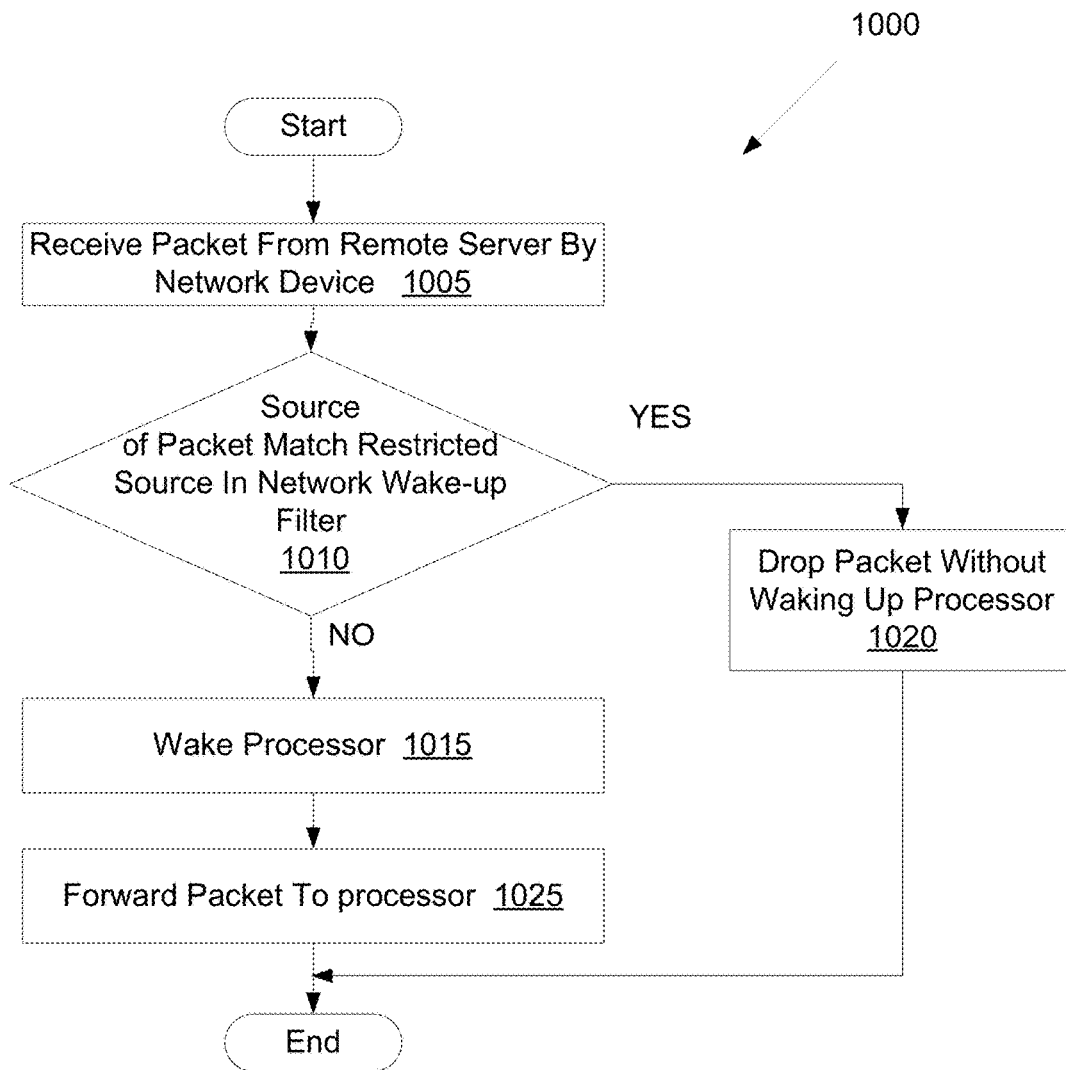 1000
Start
Receive Packet From Remote Server By
Network Device 1005
Source
of Packet Match Restricted
Source In Network Wake-up
Filter
1010
YES
Drop Packet Without
Waking Up Processor
1020
NO
Wake Processor 1015
Forward Packet To processor 1025
End